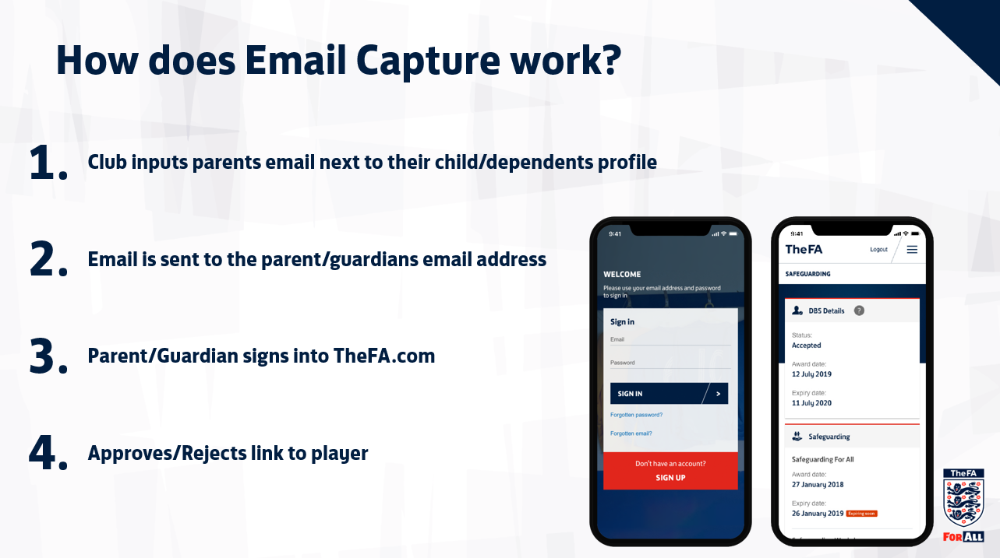 How does Email Capture work?
1. Club inputs parents email next to their child/dependents profile
2. Email is sent to the parent/guardians email address
3. Parent/Guardian signs into TheFA.com
4. Approves/Rejects link to player
9:41
WELCOME
Please use your email address and password
to sign in
Sign in
Email
Password
SIGN IN >
Forgotten password?
Forgotten email?
Don't have an account?
SIGN UP
9:41
TheFA Logout
SAFEGUARDING
DBS Details ?
Status:
Accepted
Award date:
12 July 2019
Expiry date:
11 July 2020
Safeguarding
Safeguarding For All
Award date:
27 January 2018
Expiry date:
26 January 2019 Expiring soon
TheFA
FOR ALL